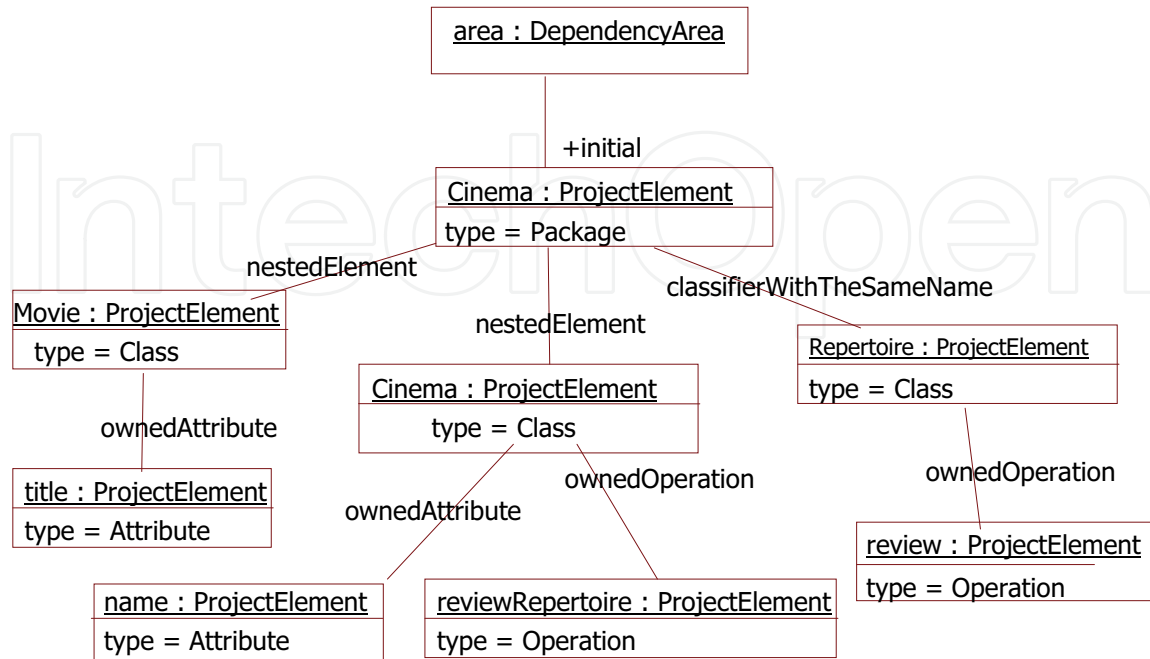 area : DependencyArea
+initial
Cinema : ProjectElement
type = Package
nestedElement
nestedElement
classifierWithTheSameName
Movie : ProjectElement
type = Class
Cinema : ProjectElement
type = Class
Repertoire : ProjectElement
type = Class
ownedAttribute
ownedAttribute
ownedOperation
ownedOperation
title : ProjectElement
type = Attribute
name : ProjectElement
type = Attribute
reviewRepertoire : ProjectElement
type = Operation
review : ProjectElement
type = Operation
IntechOpen